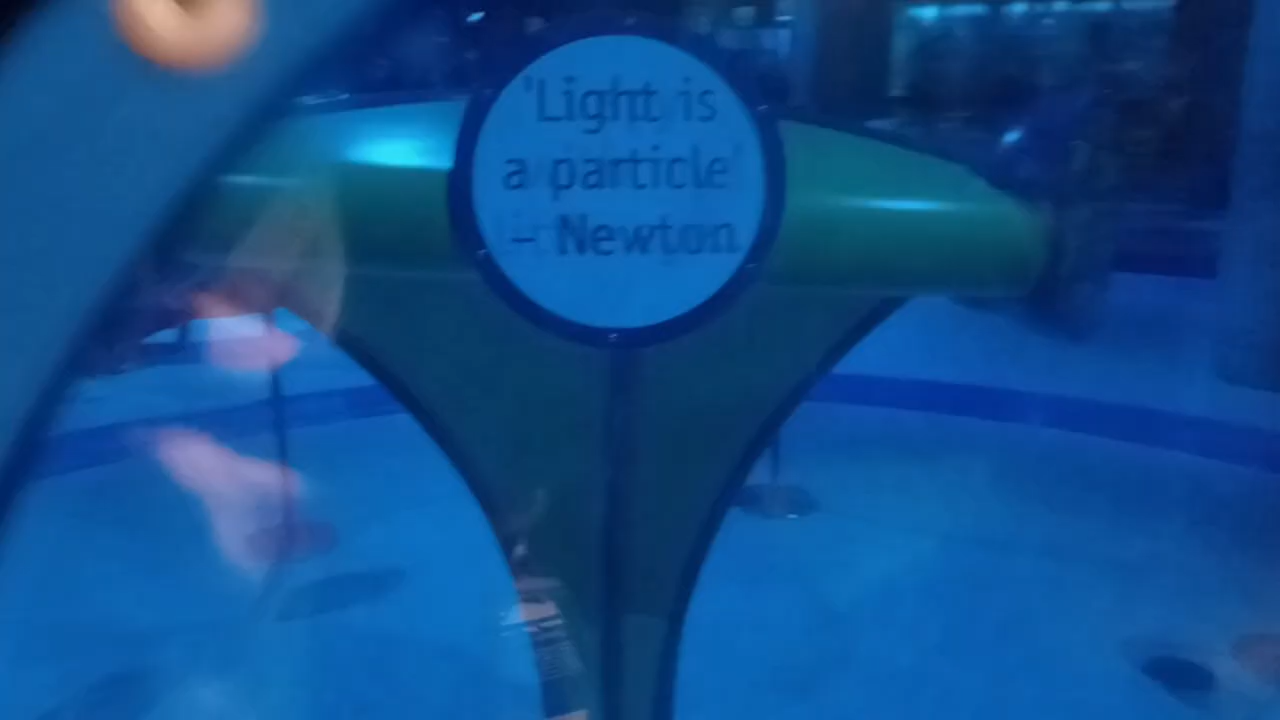 'Light is
a particle'
– Newton